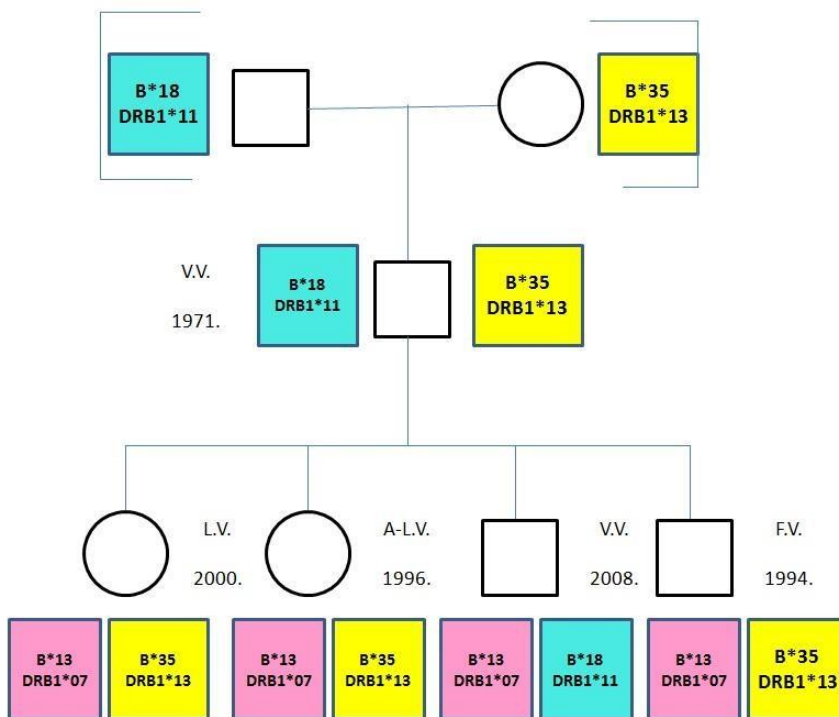 B*18
DRB1*11
B*35
DRB1*13
V.V.
1971.
B*18
DRB1*11
B*35
DRB1*13
L.V.
2000.
A-L.V.
1996.
V.V.
2008.
F.V.
1994.
B*13
DRB1*07
B*35
DRB1*13
B*13
DRB1*07
B*35
DRB1*13
B*13
DRB1*07
B*18
DRB1*11
B*13
DRB1*07
B*35
DRB1*13